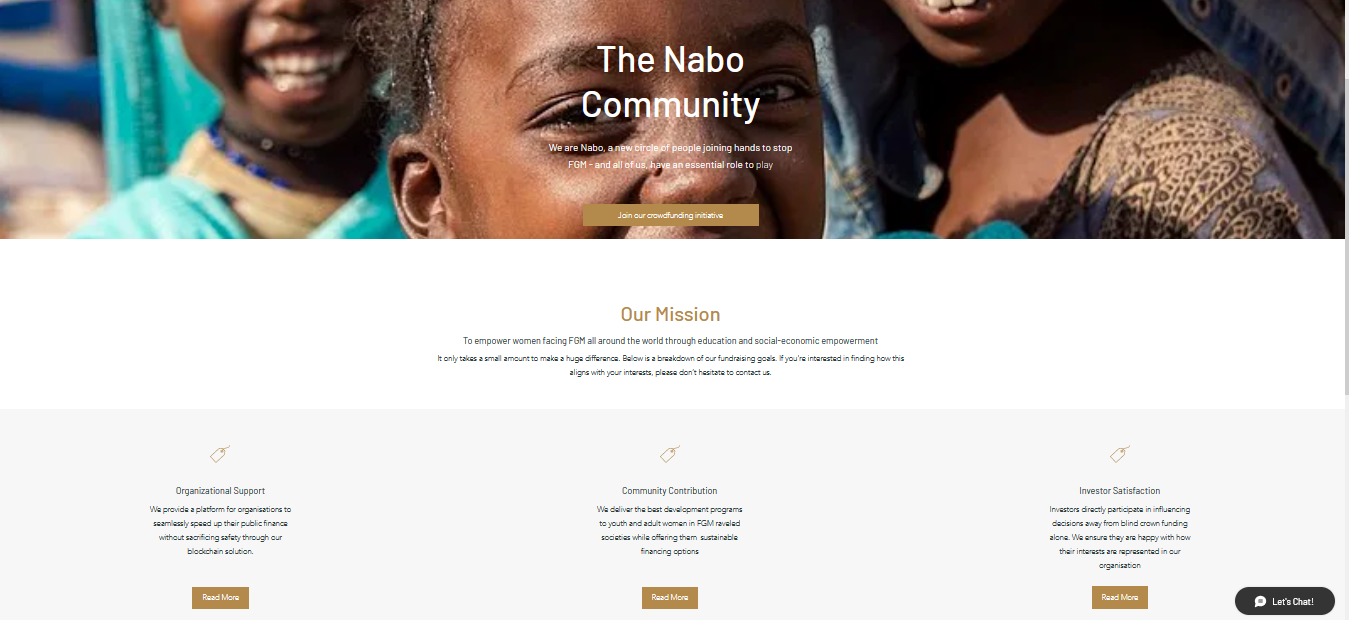 The Nabo
Community
We are Nabo, a new circle of people joining hands to stop
FGM - and all of us, have an essential role to play
Join our crowdfunding initiative
Our Mission
To empower women facing FGM all around the world through education and social-economic empowerment
It only takes a small amount to make a huge difference. Below is a breakdown of our fundraising goals. If you're interested in finding how this
aligns with your interests, please don't hesitate to contact us.
Organizational Support
We provide a platform for organisations to
seamlessly speed up their public finance
without sacrificing safety through our
blockchain solution.
Read More
Community Contribution
We deliver the best development programs
to youth and adult women in FGM raveled
societies while offering them sustainable
financing options
Read More
Investor Satisfaction
Investors directly participate in influencing
decisions away from blind crown funding
alone. We ensure they are happy with how
their interests are represented in our
organisation
Read More
Let's Chat!